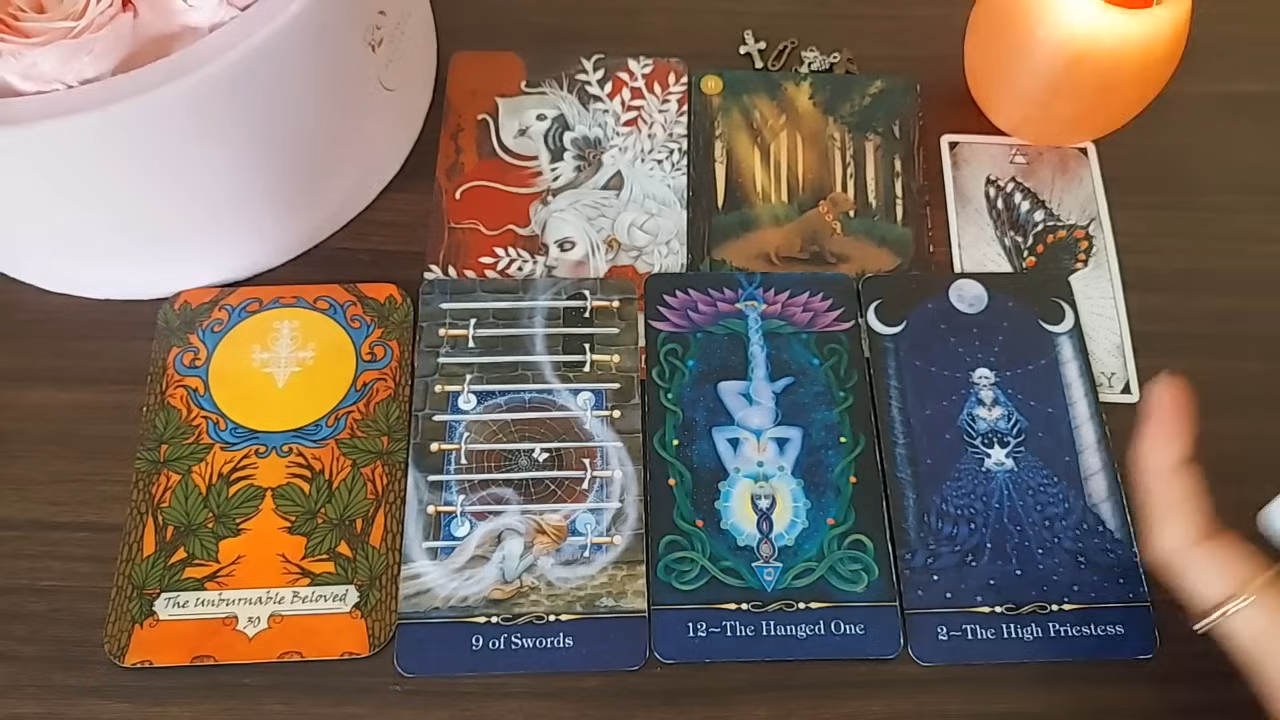 The Unburnable Beloved
30
9 of Swords
12~The Hanged One
2~The High Priestess